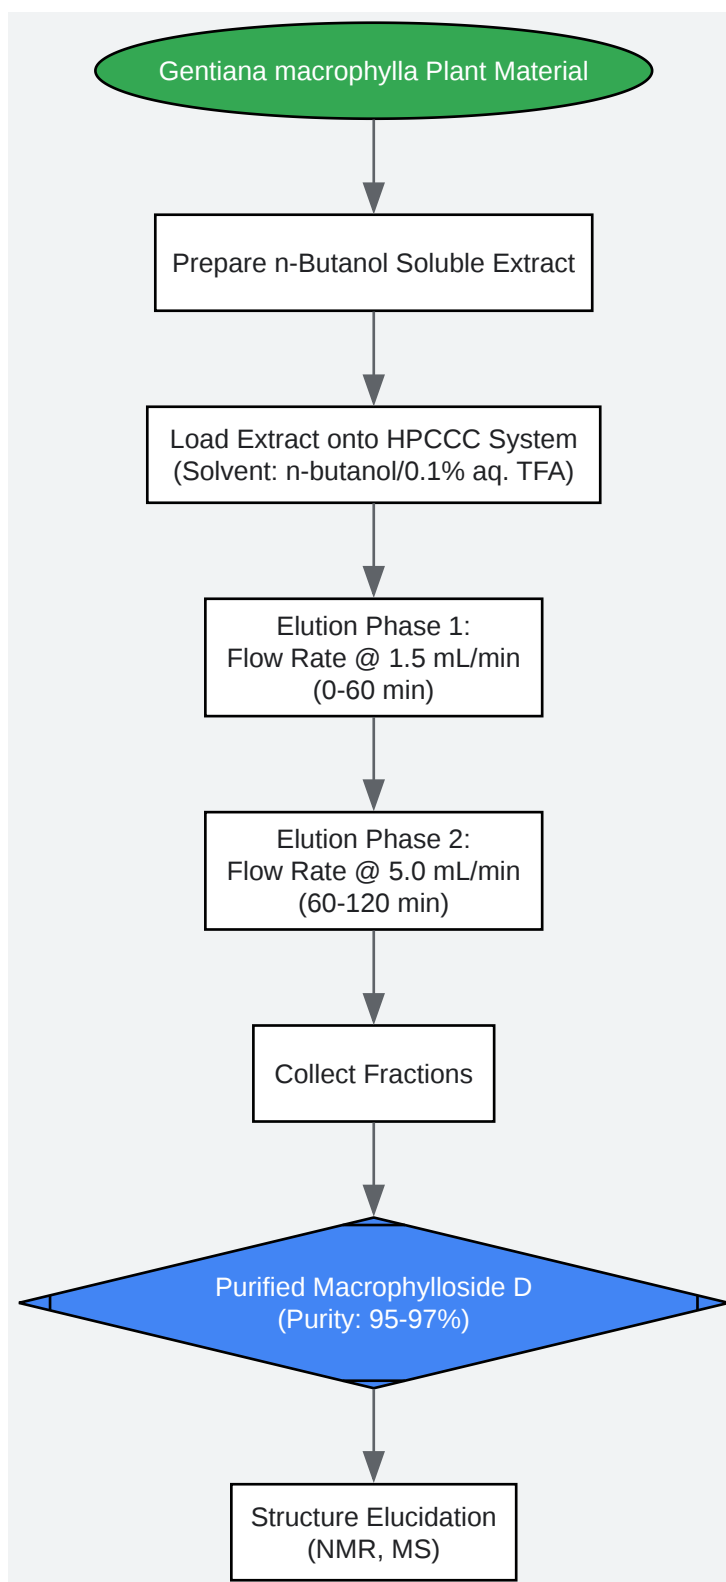 Gentiana macrophylla Plant Material
Prepare n-Butanol Soluble Extract
Load Extract onto HPCCC System
(Solvent: n-butanol/0.1% aq. TFA)
Elution Phase 1:
Flow Rate @ 1.5 mL/min
(0-60 min)
Elution Phase 2:
Flow Rate @ 5.0 mL/min
(60-120 min)
Collect Fractions
Purified Macrophylloside D
(Purity: 95-97%)
Structure Elucidation
(NMR, MS)